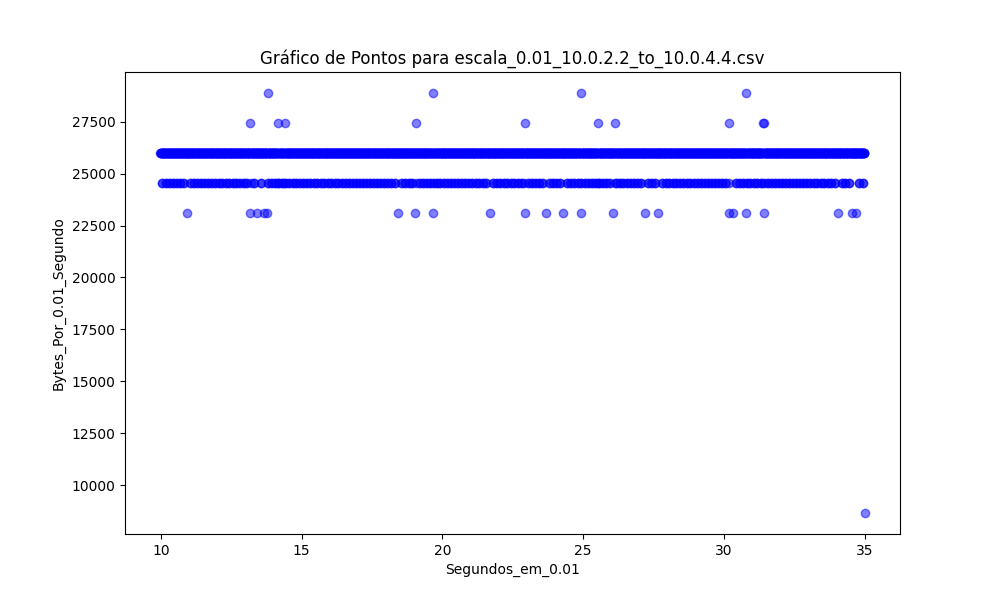 Gráfico de Pontos para escala_0.01_10.0.2.2_to_10.0.4.4.csv
Bytes_Por_0.01_Segundo
27500
25000
22500
20000
17500
15000
12500
10000
10 15 20 25 30 35
Segundos_em_0.01